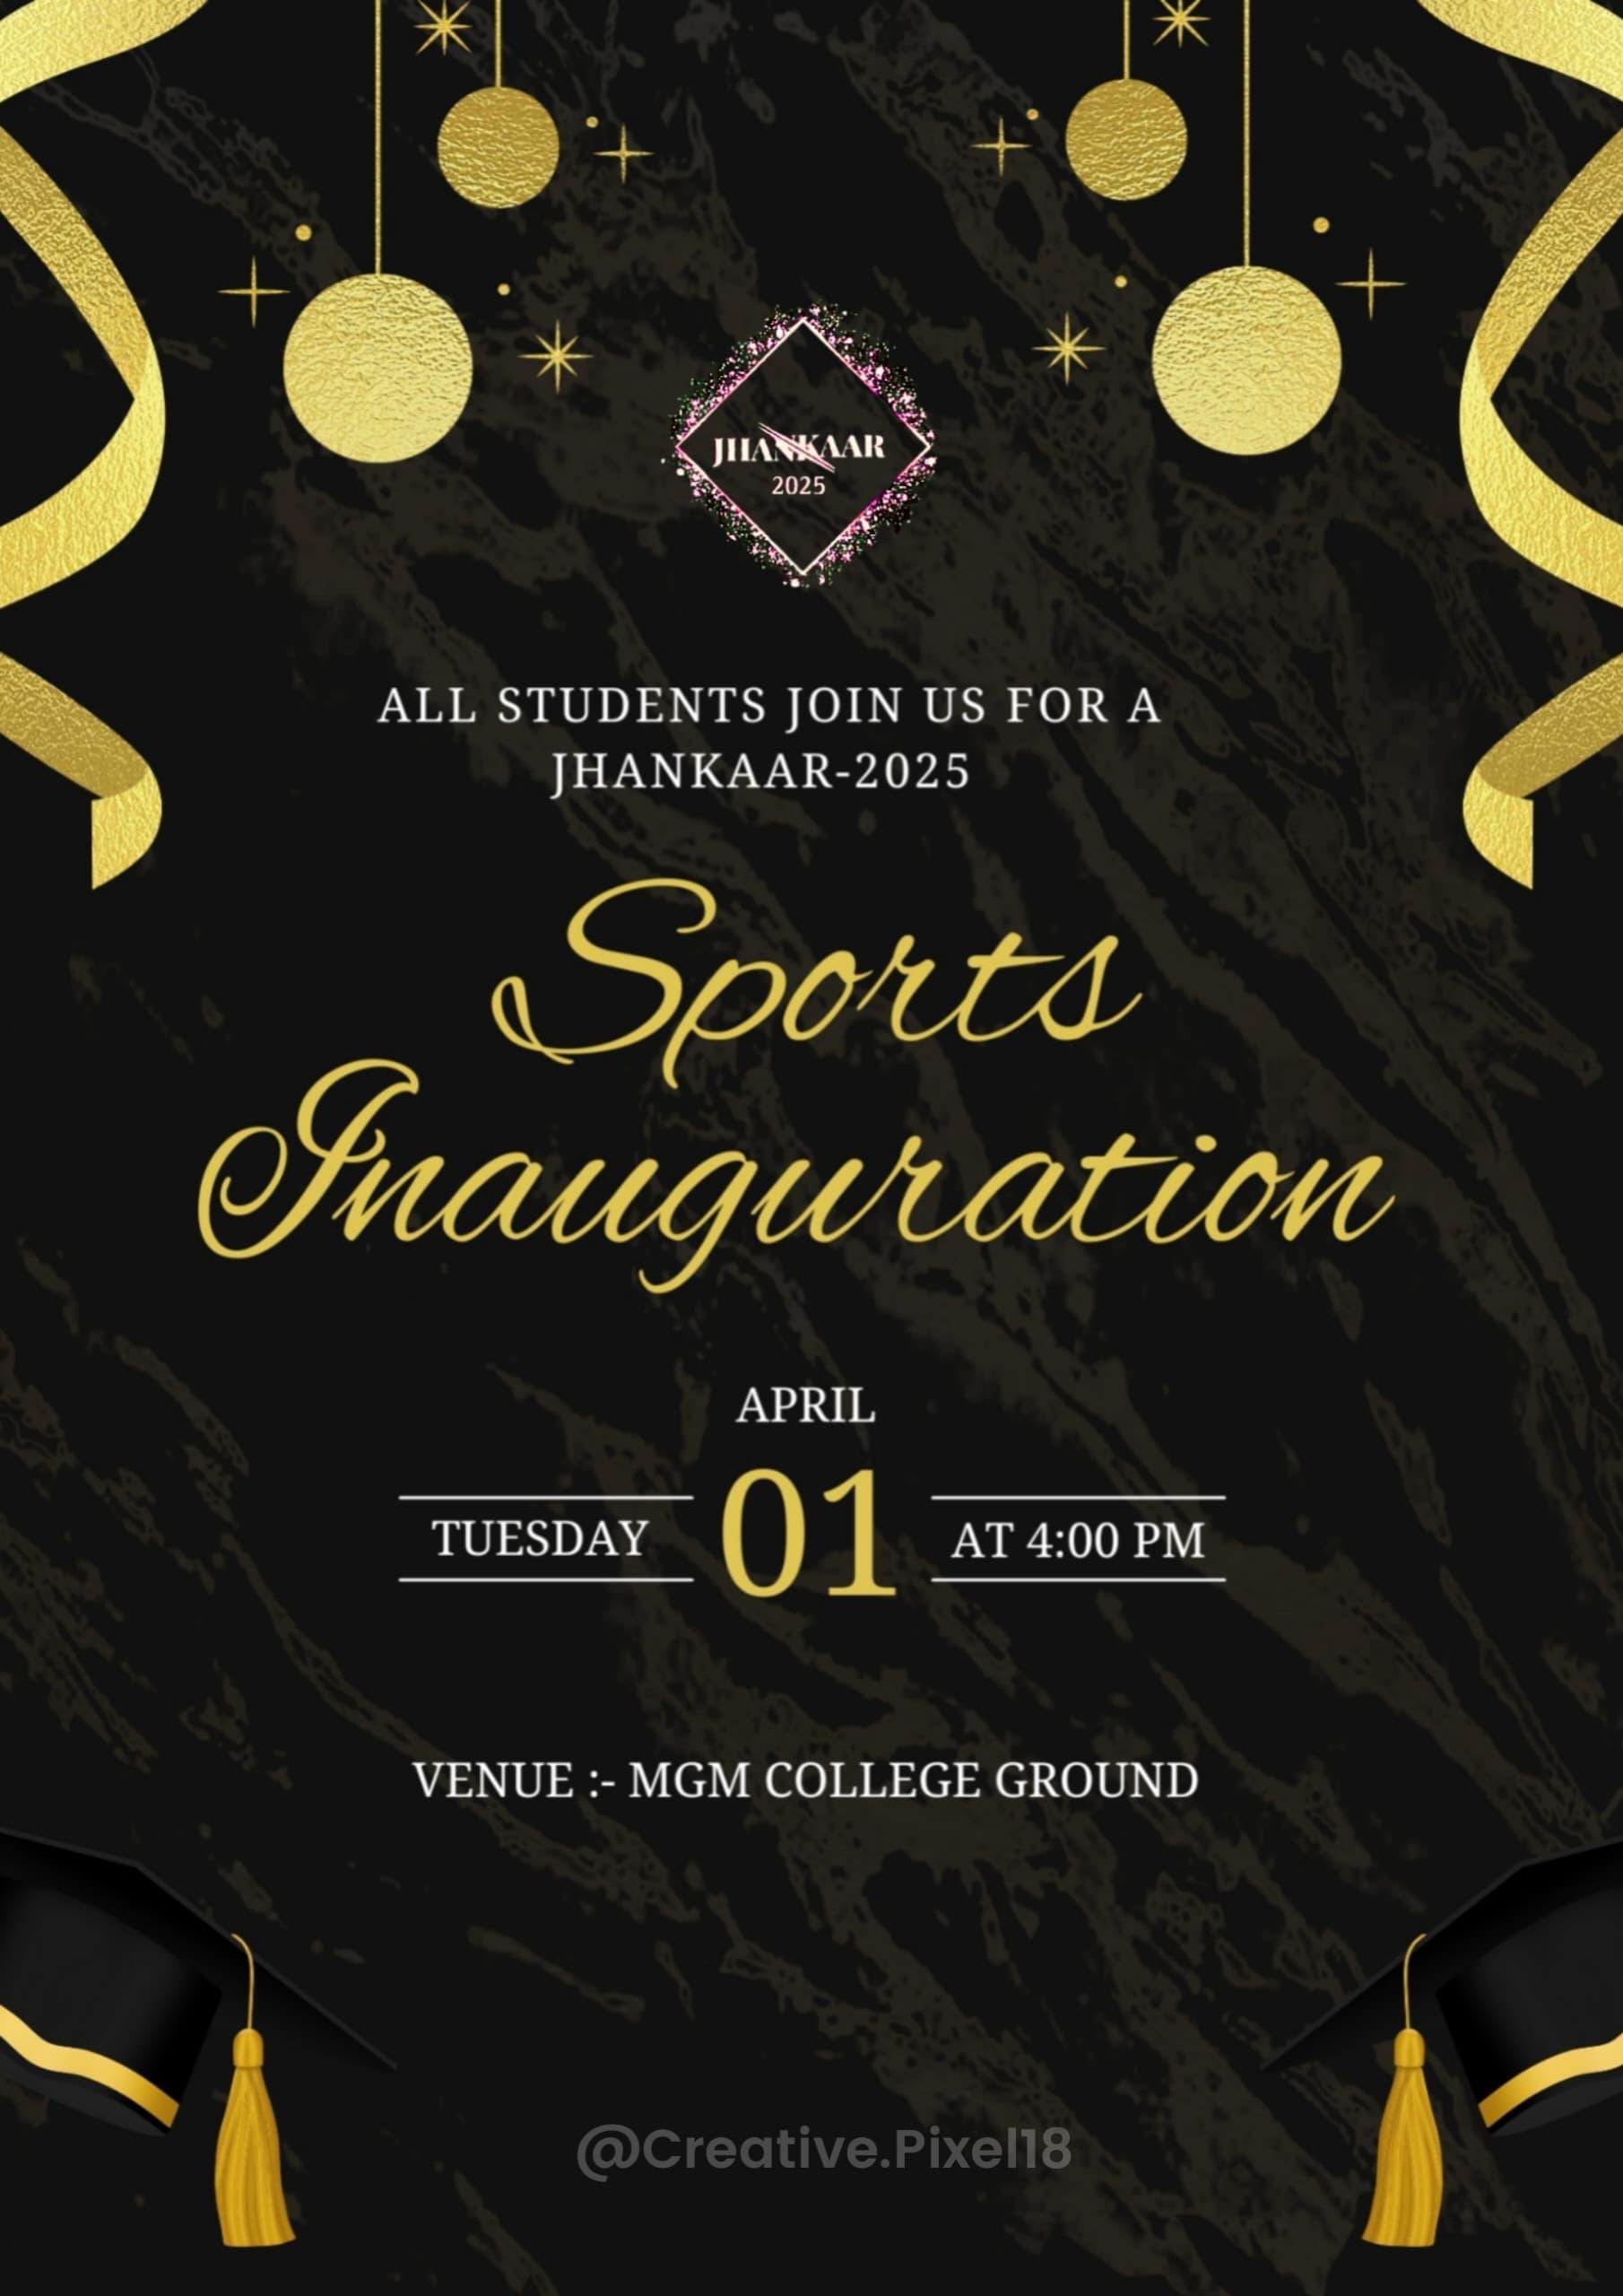 JHANKAAR
2025
ALL STUDENTS JOIN US FOR A
JHANKAAR-2025
Sports
Inauguration
APRIL
TUESDAY 01 AT 4:00 PM
VENUE :- MGM COLLEGE GROUND
@Creative.Pixel18